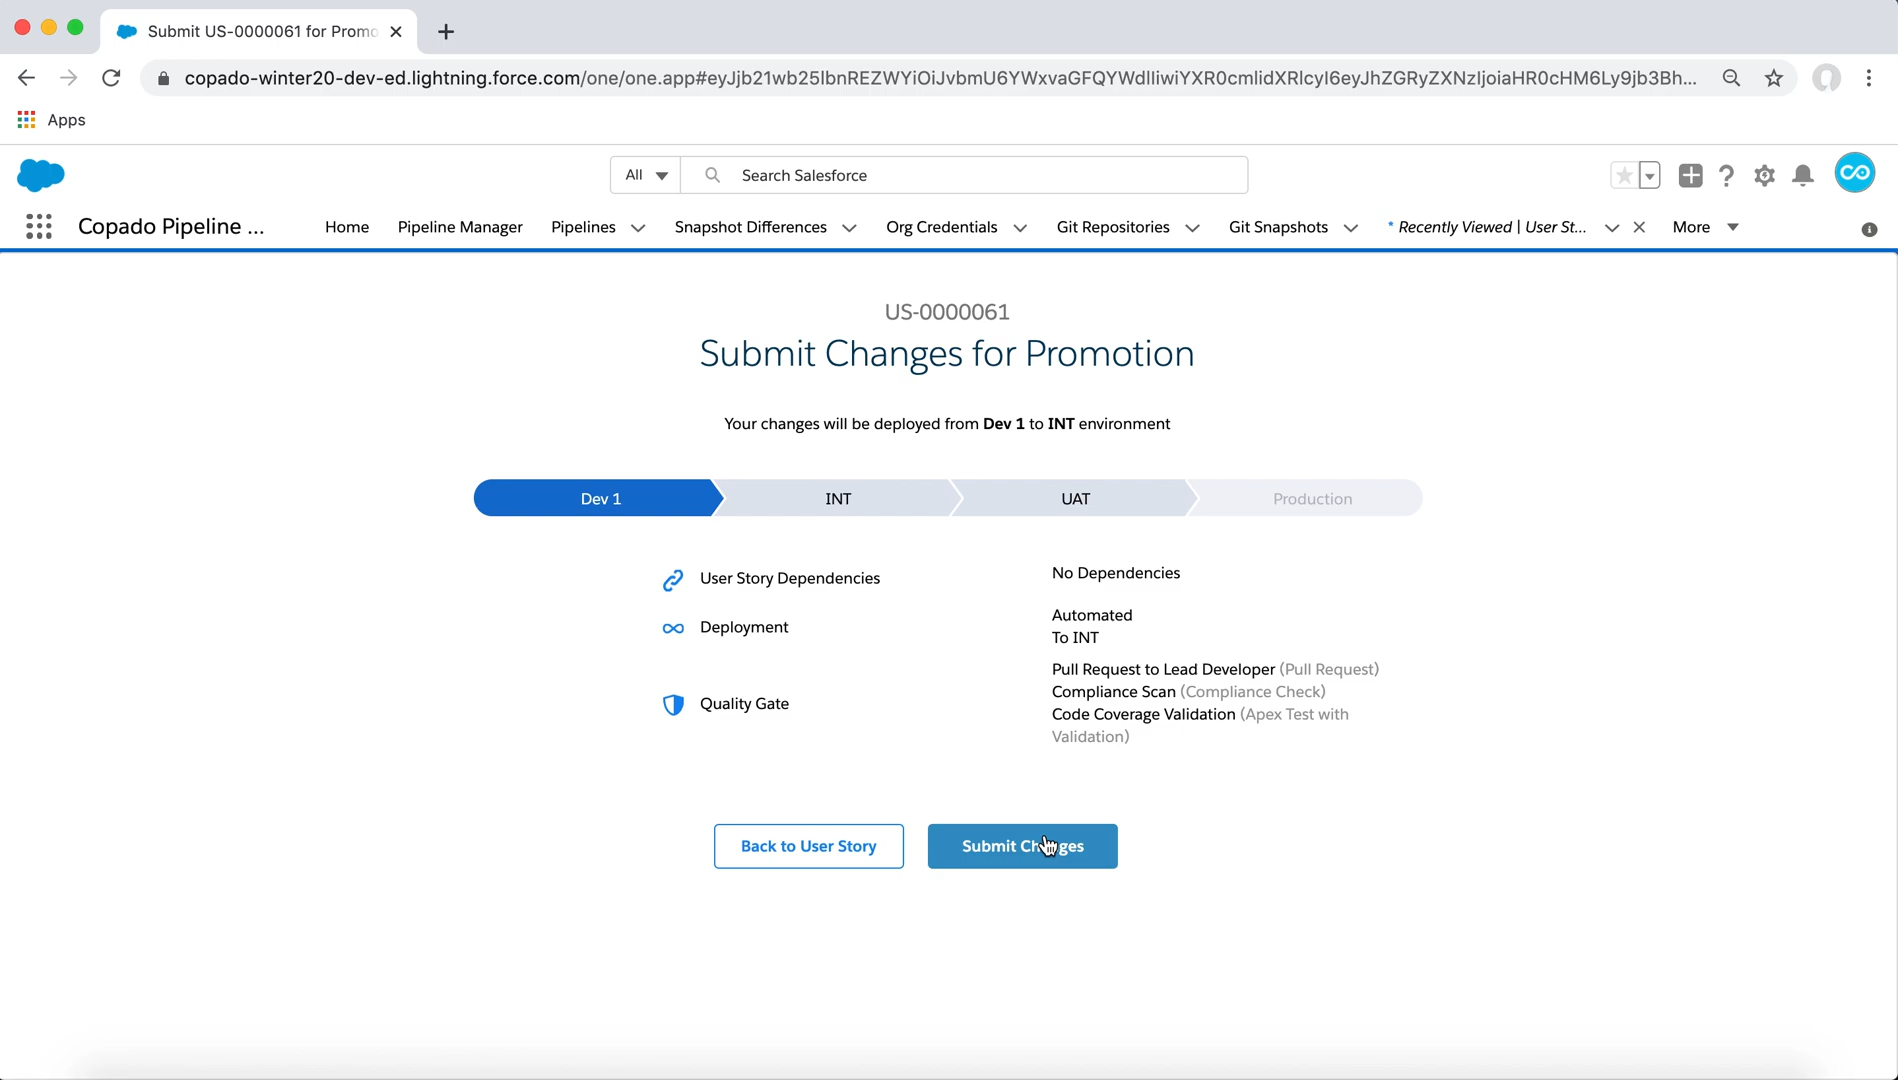 Submit US-0000061 for Promo
copado-winter20-dev-ed.lightning.force.com/one/one.app#eyJjb21wb25lbnREZWYiOiJvbmU6YWxvaGFQYWdlIiwiYXR0cmlidXRlcyI6eyJhZGRyZXNzIjoiaHR0cHM6Ly9jb3Bh...
Apps
All
Search Salesforce
Copado Pipeline ...
Home
Pipeline Manager
Pipelines
Snapshot Differences
Org Credentials
Git Repositories
Git Snapshots
* Recently Viewed | User St...
More
US-0000061
Submit Changes for Promotion
Your changes will be deployed from Dev 1 to INT environment
Dev 1
INT
UAT
Production
User Story Dependencies
No Dependencies
Deployment
Automated
To INT
Quality Gate
Pull Request to Lead Developer (Pull Request)
Compliance Scan (Compliance Check)
Code Coverage Validation (Apex Test with
Validation)
Back to User Story
Submit Changes